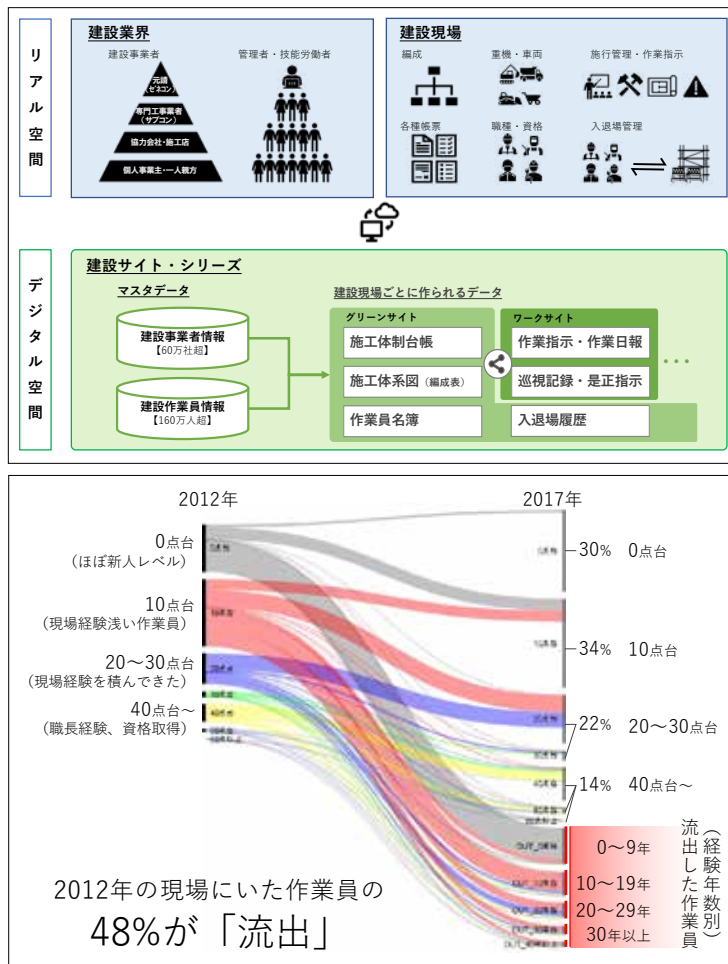 リアル空間
建設業界
建設事業者
管理者・技能労働者
元請
(ゼネコン)
専門工事業者
(サブコン)
協力会社・施工店
個人事業主・一人親方
建設現場
編成
重機・車両
施行管理・作業指示
各種帳票
職種・資格
入退場管理
デジタル空間
建設サイト・シリーズ
マスタデータ
建設現場ごとに作られるデータ
建設事業者情報
【60万社超】
建設作業員情報
【160万人超】
グリーンサイト
施工体制台帳
施工体系図（編成表）
作業員名簿
ワークサイト
作業指示・作業日報
巡視記録・是正指示
入退場履歴
2012年
2017年
0点台
（ほぼ新人レベル）
10点台
（現場経験浅い作業員）
20〜30点台
（現場経験を積んできた）
40点台〜
（職長経験、資格取得）
30% 0点台
34% 10点台
22% 20〜30点台
14% 40点台〜
0〜9年
10〜19年
20〜29年
30年以上
流出した作業員
（経験年数別）
2012年の現場にいた作業員の
48%が「流出」